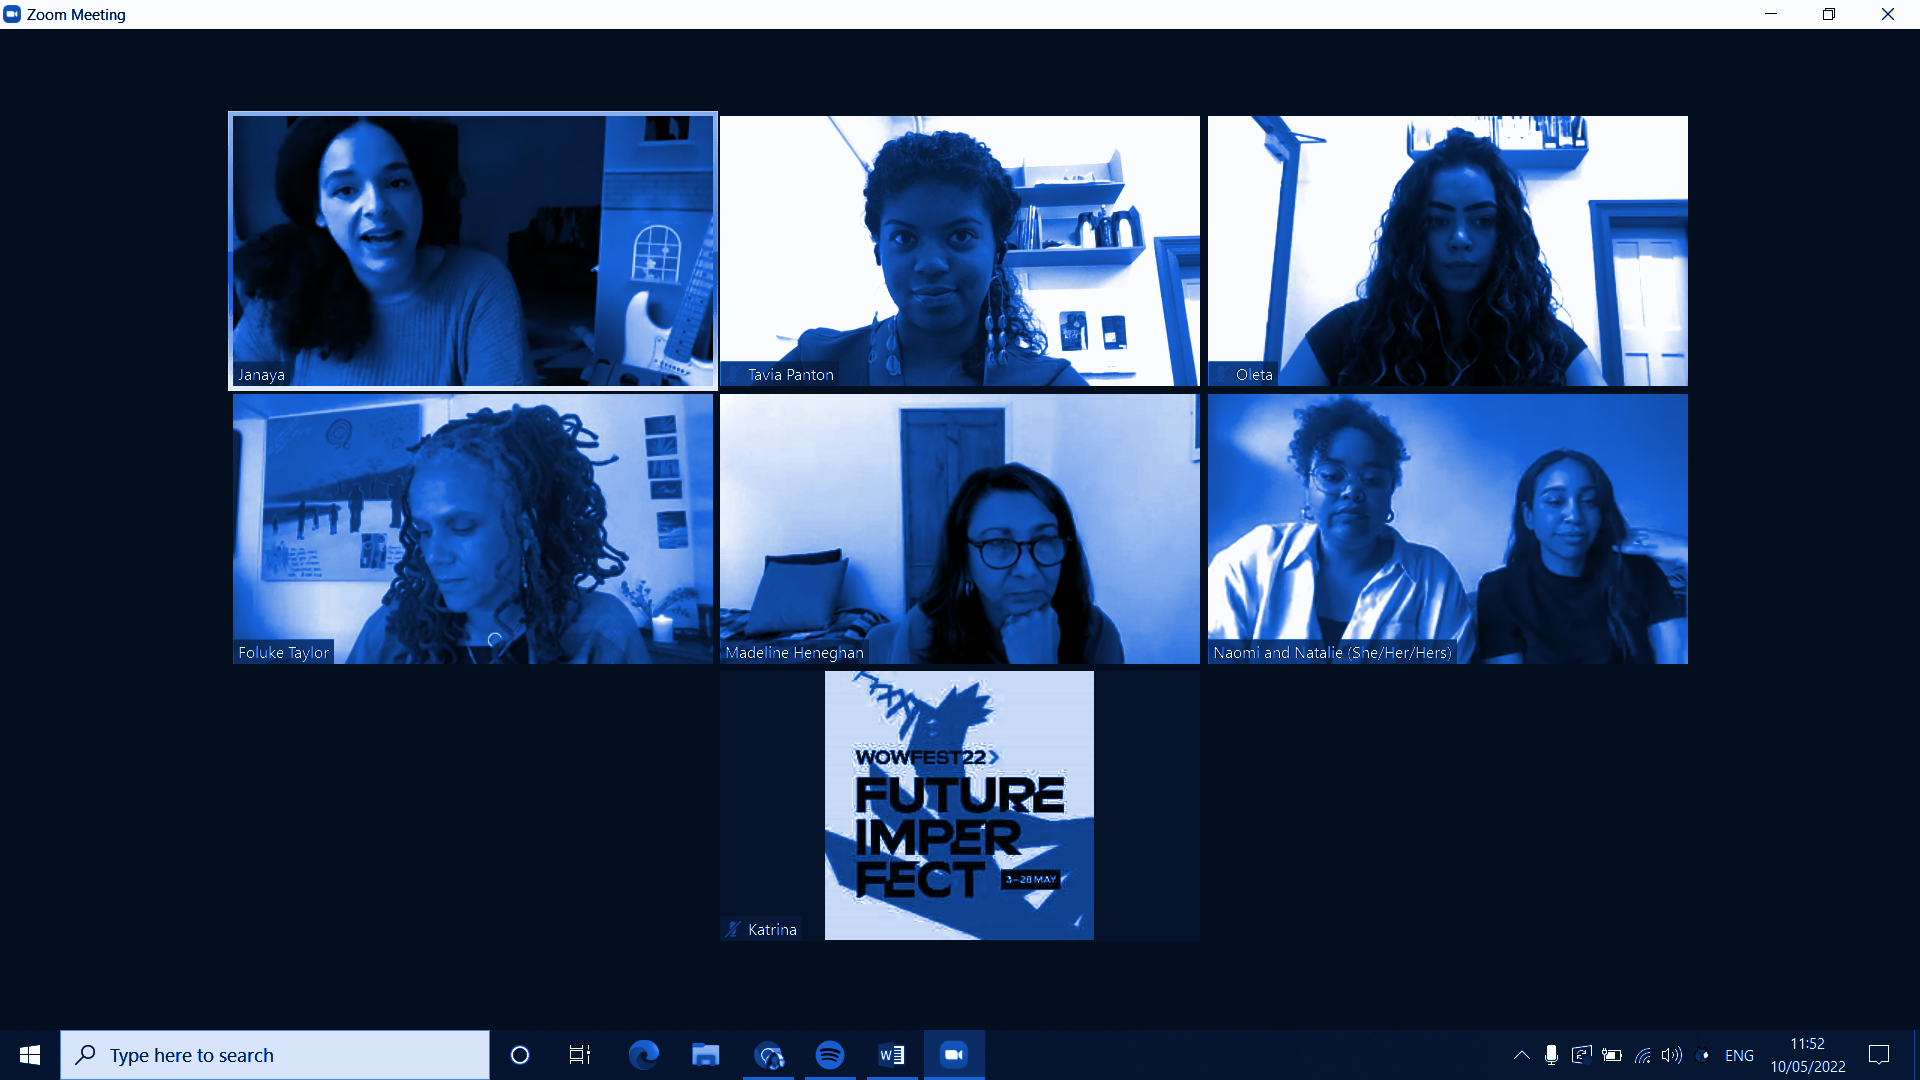 Zoom Meeting
Janaya
Tavia Panton
Oleta
Foluke Taylor
Madeline Heneghan
Naomi and Natalie (She/Her/Hers)
WOWFEST22>
FUTURE
IMPER
FECT
3–28 MAY
Katrina
Type here to search
W
ENG
11:52
10/05/2022